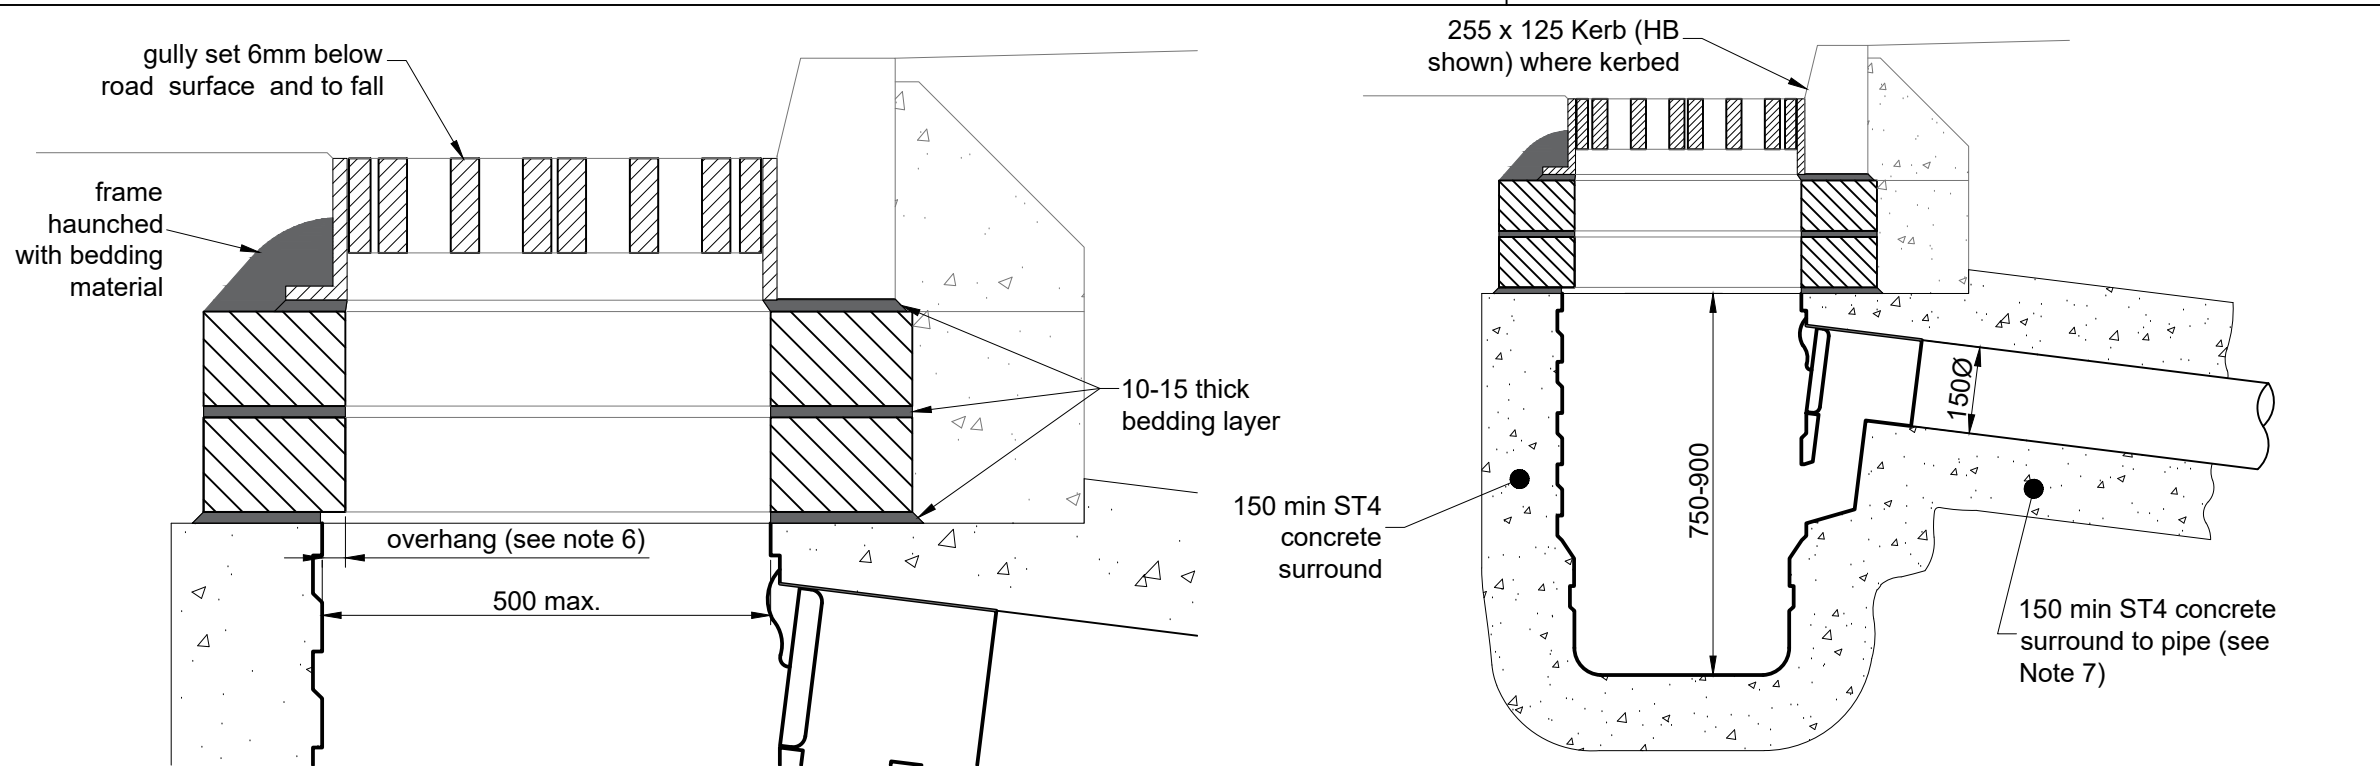 gully set 6mm below
road surface and to fall
frame
haunched
with bedding
material
10-15 thick
bedding layer
overhang (see note 6)
500 max.
255 x 125 Kerb (HB
shown) where kerbed
150Ø
750-900
150 min ST4
concrete
surround
150 min ST4 concrete
surround to pipe (see
Note 7)